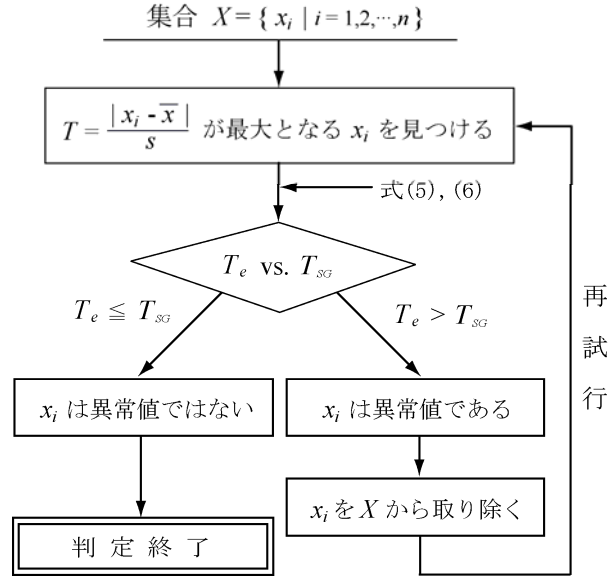 集合 X = { x_i | i = 1,2,…,n }
T = | x_i - x̄ | / s が最大となる x_i を見つける
式(5), (6)
T_e vs. T_SG
T_e ≦ T_SG
T_e > T_SG
再試行
x_i は異常値ではない
x_i は異常値である
x_i を X から取り除く
判定終了